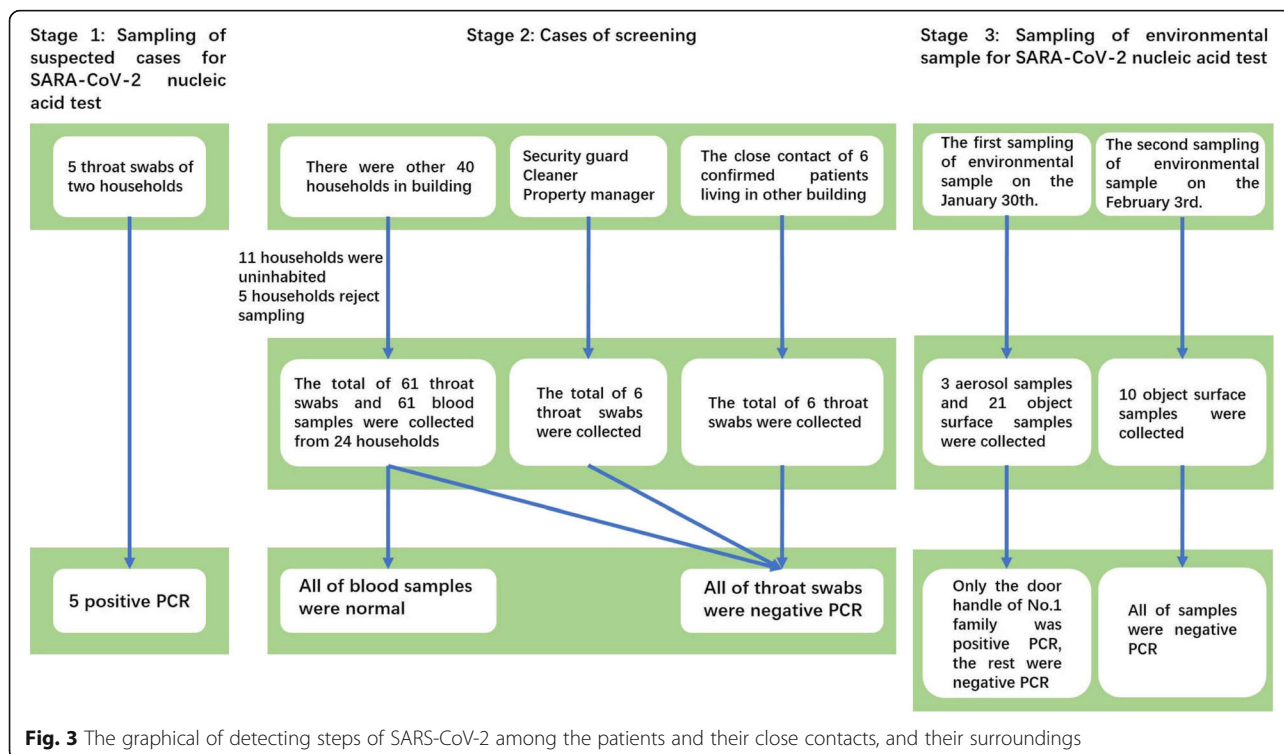 Stage 1: Sampling of
suspected cases for
SARA-CoV-2 nucleic
acid test
Stage 2: Cases of screening
Stage 3: Sampling of environmental
sample for SARA-CoV-2 nucleic acid test
5 throat swabs of
two households
There were other 40
households in building
Security guard
Cleaner
Property manager
The close contact of 6
confirmed patients
living in other building
The first sampling
of environmental
sample on the
January 30th.
The second sampling
of environmental
sample on the
February 3rd.
11 households were
uninhabited
5 households reject
sampling
The total of 61 throat
swabs and 61 blood
samples were collected
from 24 households
The total of 6
throat swabs
were collected
The total of 6 throat
swabs were collected
3 aerosol samples
and 21 object
surface samples
were collected
10 object surface
samples were
collected
5 positive PCR
All of blood samples
were normal
All of throat swabs
were negative PCR
Only the door
handle of No.1
family was
positive PCR,
the rest were
negative PCR
All of samples
were negative
PCR
Fig. 3 The graphical of detecting steps of SARS-CoV-2 among the patients and their close contacts, and their surroundings